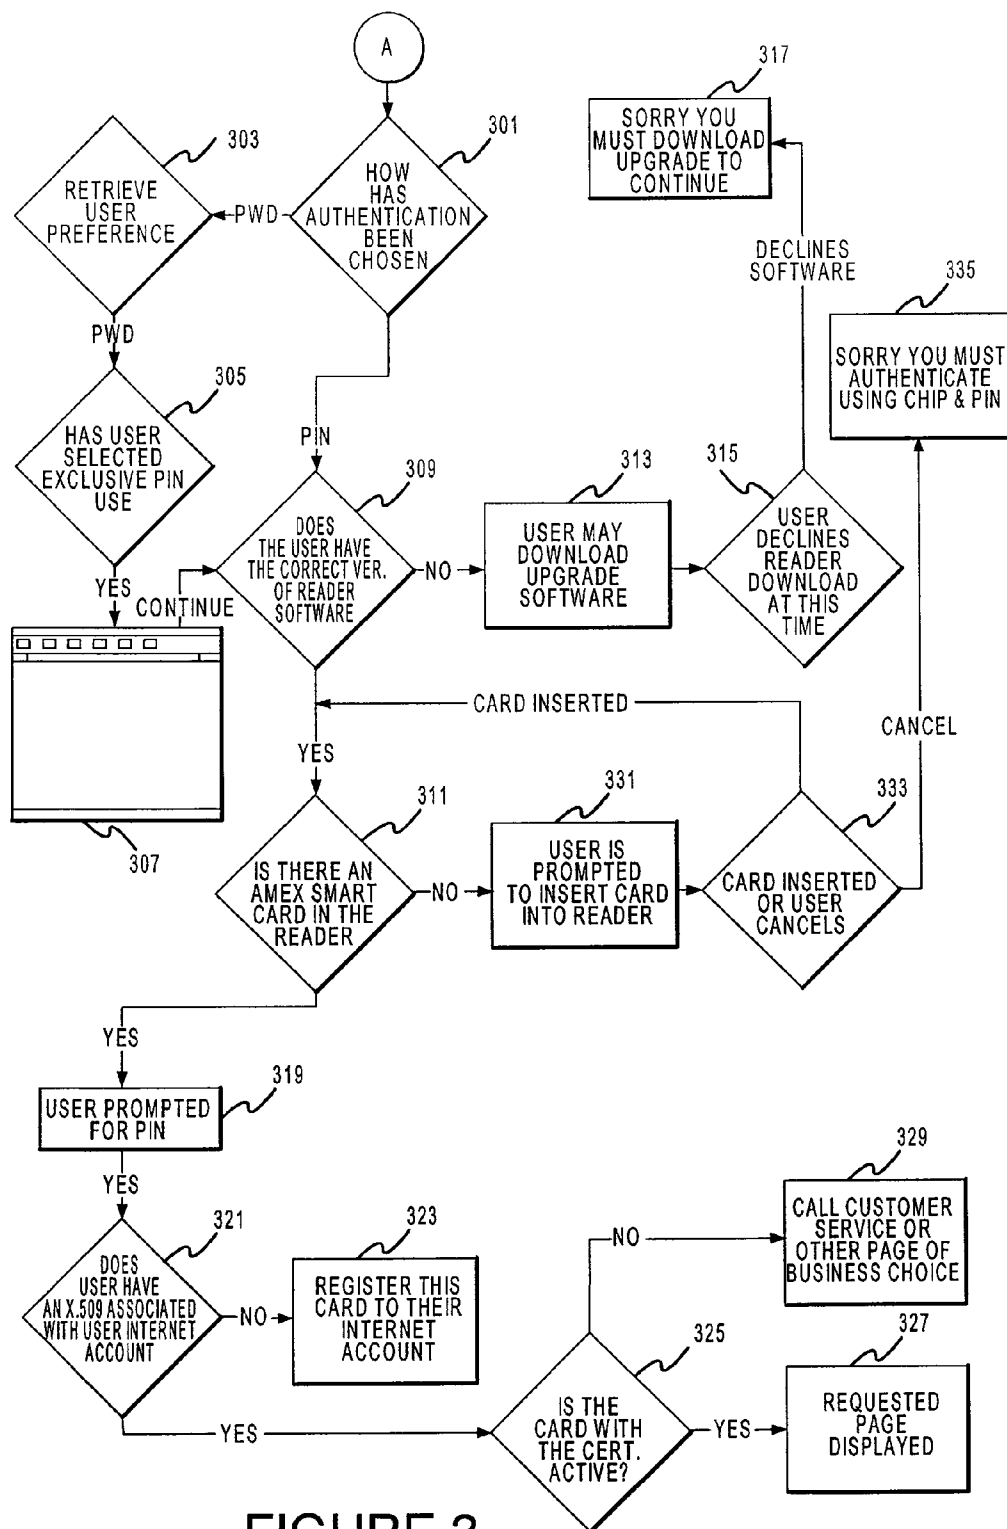 A
317
SORRY YOU
MUST DOWNLOAD
UPGRADE TO
CONTINUE
303
301
RETRIEVE
USER
PREFERENCE
PWD
HOW
HAS
AUTHENTICATION
BEEN
CHOSEN
DECLINES
SOFTWARE
335
SORRY YOU MUST
AUTHENTICATE
USING CHIP & PIN
PWD
305
HAS USER
SELECTED
EXCLUSIVE PIN
USE
PIN
309
DOES
THE USER HAVE
THE CORRECT VER.
OF READER
SOFTWARE
NO
313
USER MAY
DOWNLOAD
UPGRADE
SOFTWARE
315
USER
DECLINES
READER
DOWNLOAD
AT THIS
TIME
YES
CONTINUE
307
CARD INSERTED
CANCEL
YES
311
IS THERE AN
AMEX SMART
CARD IN THE
READER
NO
331
USER IS
PROMPTED
TO INSERT CARD
INTO READER
333
CARD INSERTED
OR USER
CANCELS
YES
319
USER PROMPTED
FOR PIN
YES
321
DOES
USER HAVE
AN X.509 ASSOCIATED
WITH USER INTERNET
ACCOUNT
NO
323
REGISTER THIS
CARD TO THEIR
INTERNET
ACCOUNT
329
CALL CUSTOMER
SERVICE OR
OTHER PAGE OF
BUSINESS CHOICE
NO
YES
325
IS THE
CARD WITH
THE CERT.
ACTIVE?
YES
327
REQUESTED
PAGE
DISPLAYED
FIGURE 3